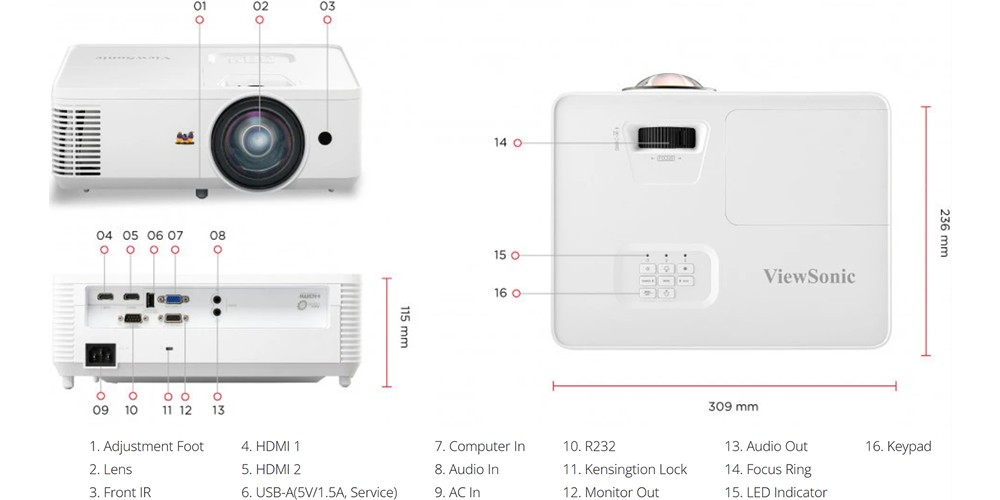 01 02 03
ViewSonic
04 05 06 07 08
HDMI
09 10 11 12 13
115 mm
14
15
16
ViewSonic
236 mm
309 mm
1. Adjustment Foot
2. Lens
3. Front IR
4. HDMI 1
5. HDMI 2
6. USB-A(5V/1.5A, Service)
7. Computer In
8. Audio In
9. AC In
10. R232
11. Kensingtion Lock
12. Monitor Out
13. Audio Out
14. Focus Ring
15. LED Indicator
16. Keypad